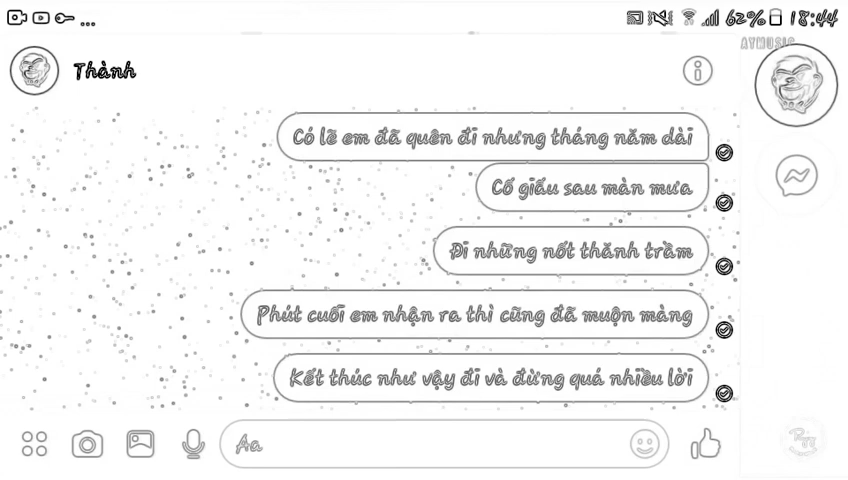 ... 62% 18:44
AYMUSIC
Thành
Có lẽ em đã quên đi nhưng tháng năm dài
Cố giấu sau màn mưa
Đi những nốt thănh trầm
Phút cuối em nhận ra thì cũng đã muộn màng
Kết thúc như vậy đi và đừng quá nhiều lời
Aa